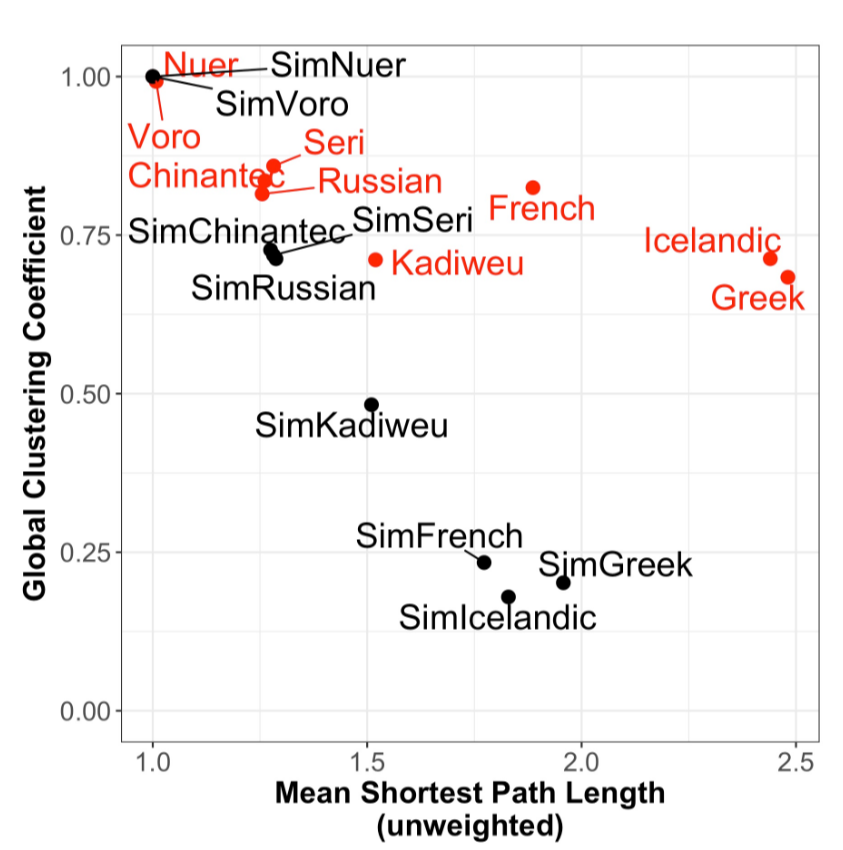 Global Clustering Coefficient
1.00
0.75
0.50
0.25
0.00
Nuer
SimNuer
SimVoro
Voro
Seri
Chinantec
Russian
French
SimSeri
SimChinantec
Icelandic
Kadiweu
SimRussian
Greek
SimKadiweu
SimFrench
SimGreek
SimIcelandic
1.0 1.5 2.0 2.5
Mean Shortest Path Length
(unweighted)